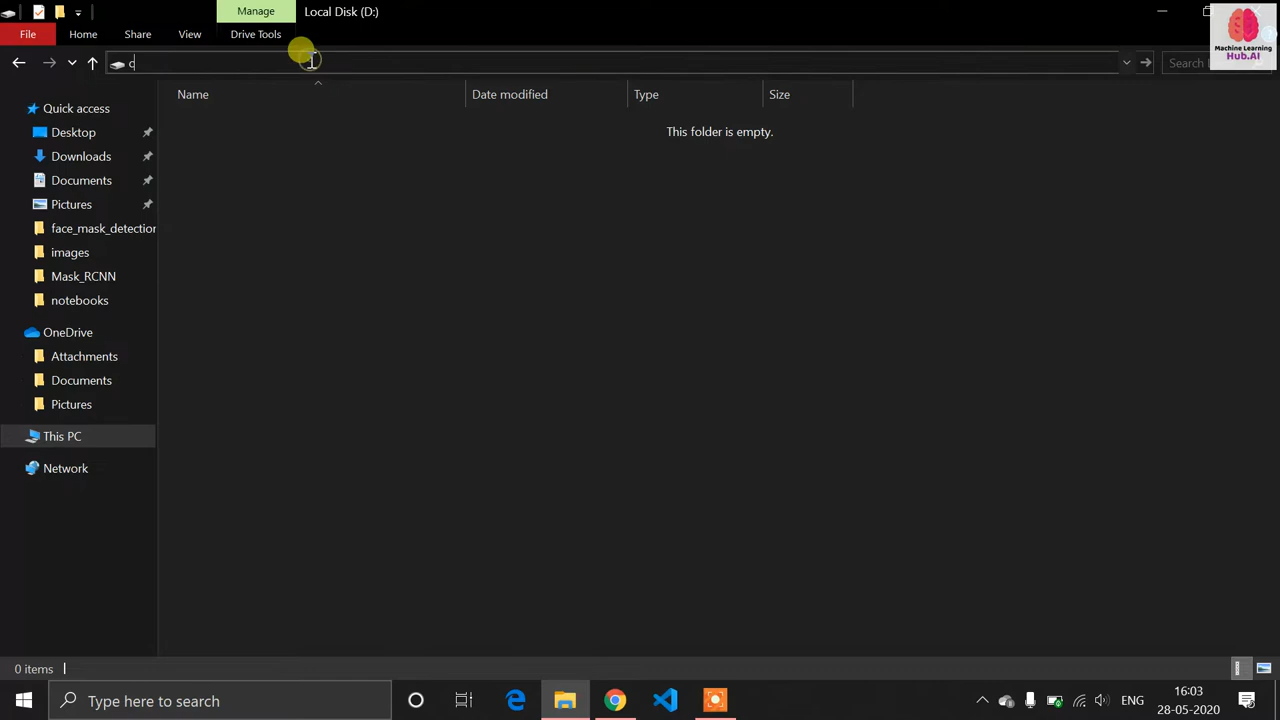 Manage
Local Disk (D:)
File
Home
Share
View
Drive Tools
c
Search
Machine Learning
Hub.AI
Name
Date modified
Type
Size
This folder is empty.
Quick access
Desktop
Downloads
Documents
Pictures
face_mask_detection
images
Mask_RCNN
notebooks
OneDrive
Attachments
Documents
Pictures
This PC
Network
0 items
Type here to search
ENG
16:03
28-05-2020